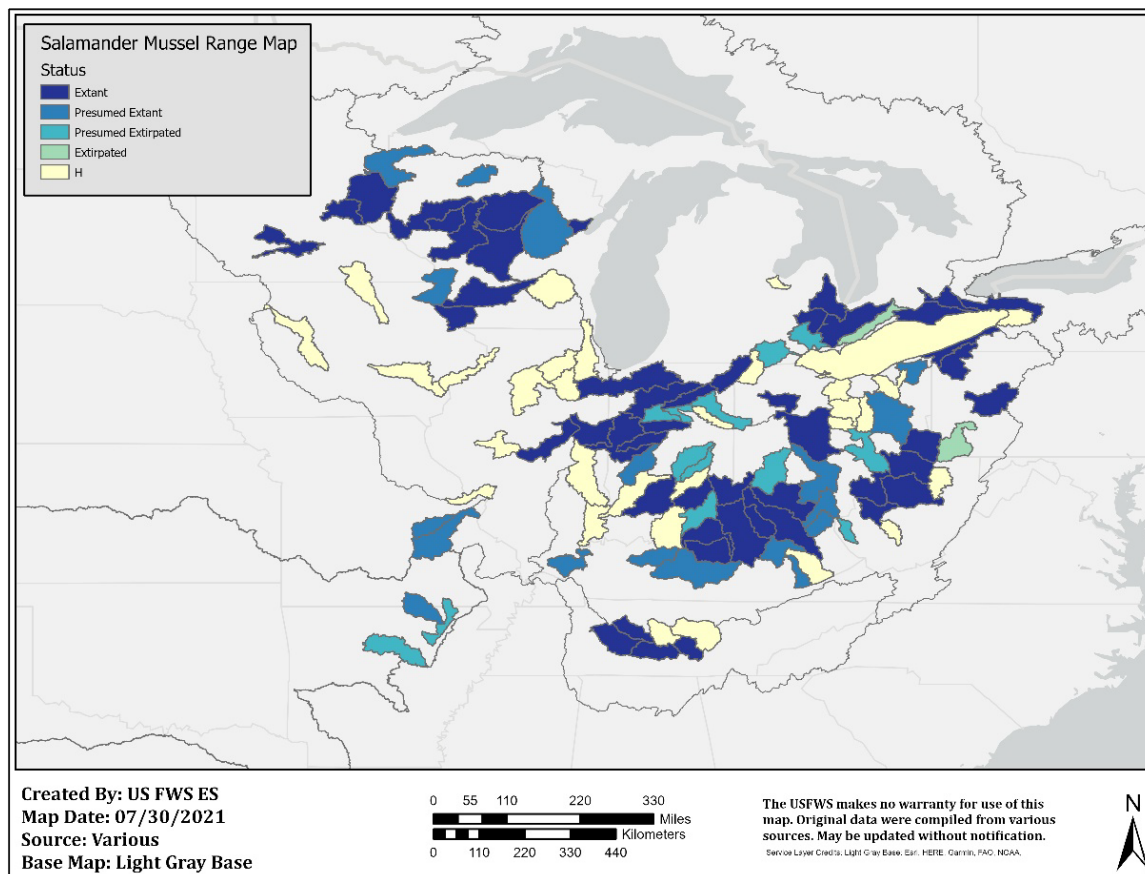 Salamander Mussel Range Map
Status
Extant
Presumed Extant
Presumed Extirpated
Extirpated
H
Created By: US FWS ES
Map Date: 07/30/2021
Source: Various
Base Map: Light Gray Base
0 55 110 220 330
Miles
Kilometers
0 110 220 330 440
The USFWS makes no warranty for use of this
map. Original data were compiled from various
sources. May be updated without notification.
Service Layer Credits: Light Gray Base: Esri, HERE, Garmin, FAO, NOAA,
N